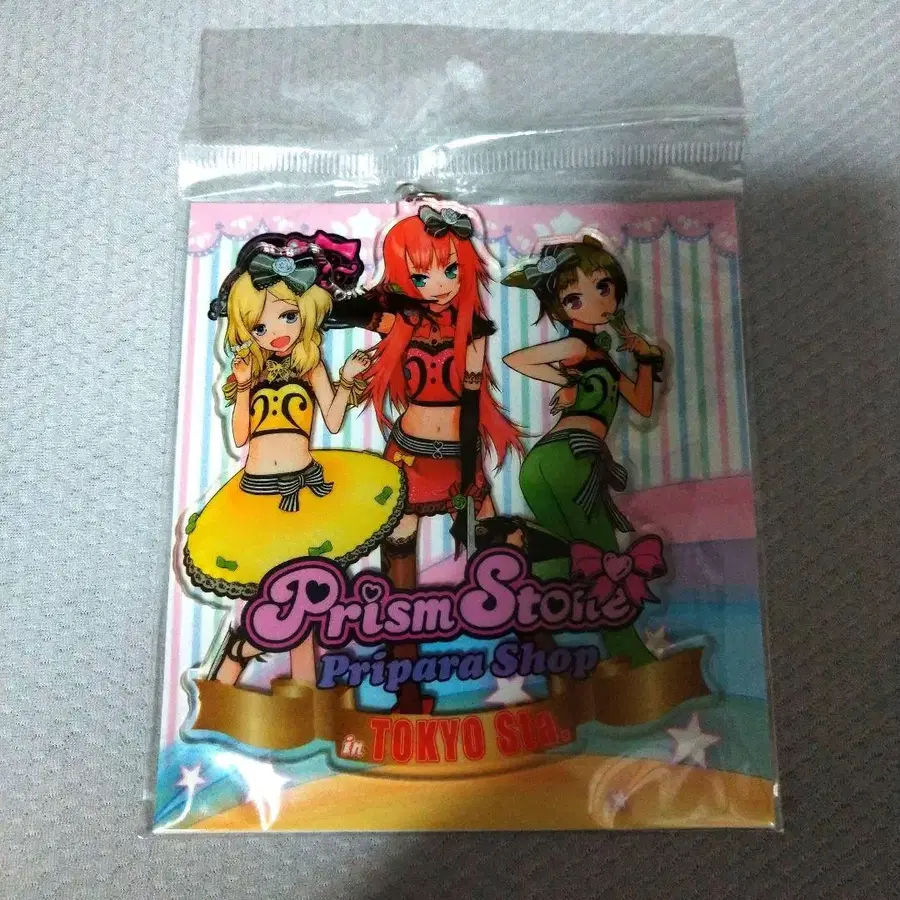 Prism Stone
Pripara Shop
in TOKYO Sta.